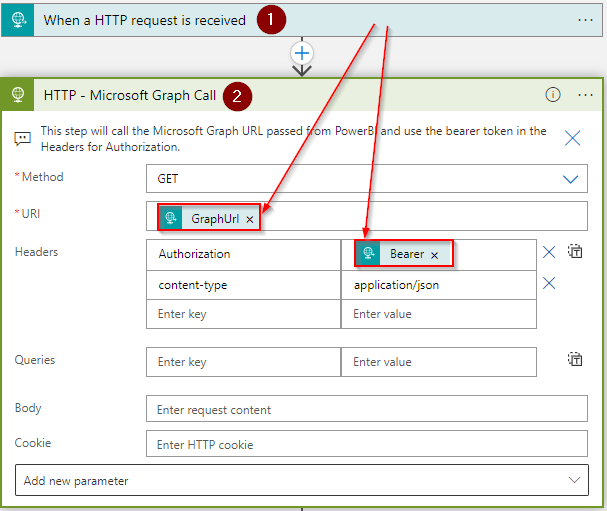 When a HTTP request is received 1 ...
HTTP - Microsoft Graph Call 2 ...
This step will call the Microsoft Graph URL passed from PowerBI and use the bearer token in the
Headers for Authorization.
* Method GET
* URI GraphUrl x
Headers Authorization Bearer x
content-type application/json
Enter key Enter value
Queries Enter key Enter value
Body Enter request content
Cookie Enter HTTP cookie
Add new parameter